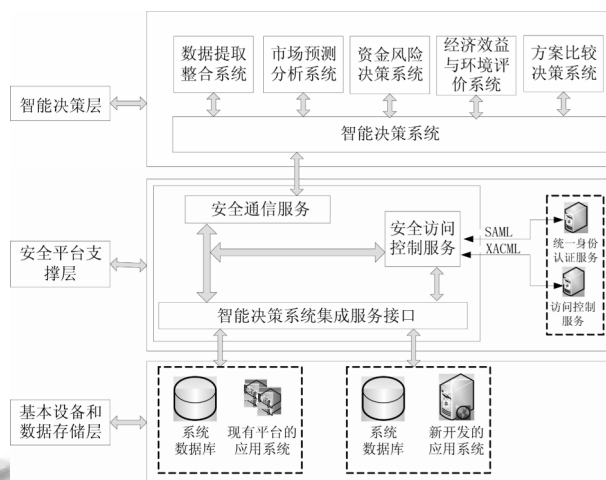 数据提取
整合系统
市场预测
分析系统
资金风险
决策系统
经济效益
与环境评
价系统
方案比较
决策系统
智能决策层
智能决策系统
安全通信服务
安全访问
控制服务
SAML
XACML
统一身份
认证服务
访问控制
服务
安全平台支
撑层
智能决策系统集成服务接口
基本设备和
数据存储层
系统
数据库
现有平台的
应用系统
系统
数据库
新开发的
应用系统